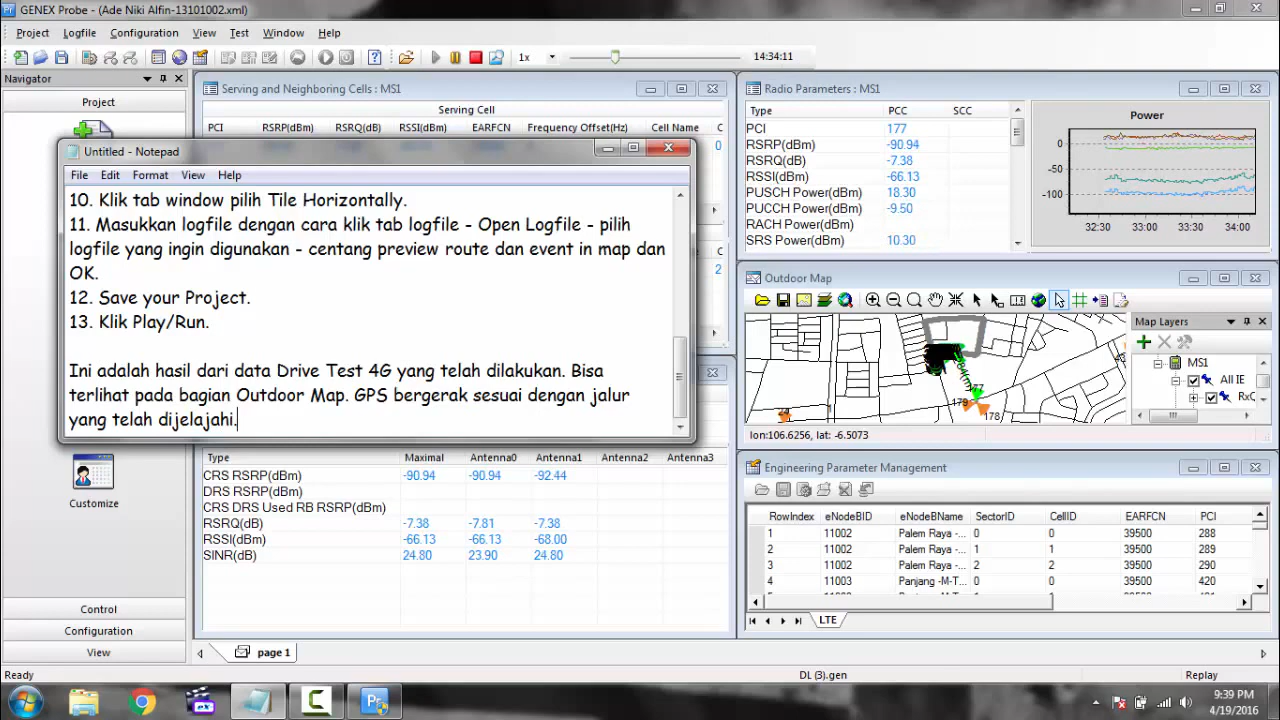 GENEX Probe - (Ade Niki Alfin-13101002.xml)
Project Logfile Configuration View Test Window Help
1x 14:34:11
Navigator
Project
Customize
Control
Configuration
View
Serving and Neighboring Cells : MS1
Serving Cell
PCI RSRP(dBm) RSRQ(dB) RSSI(dBm) EARFCN Frequency Offset(Hz) Cell Name C
0
2
Untitled - Notepad
File Edit Format View Help
10. Klik tab window pilih Tile Horizontally.
11. Masukkan logfile dengan cara klik tab logfile - Open Logfile - pilih
logfile yang ingin digunakan - centang preview route dan event in map dan
OK.
12. Save your Project.
13. Klik Play/Run.
Ini adalah hasil dari data Drive Test 4G yang telah dilakukan. Bisa
terlihat pada bagian Outdoor Map. GPS bergerak sesuai dengan jalur
yang telah dijelajahi.
Type Maximal Antenna0 Antenna1 Antenna2 Antenna3
CRS RSRP(dBm) -90.94 -90.94 -92.44
DRS RSRP(dBm)
CRS DRS Used RB RSRP(dBm)
RSRQ(dB) -7.38 -7.81 -7.38
RSSI(dBm) -66.13 -66.13 -68.00
SINR(dB) 24.80 23.90 24.80
Radio Parameters : MS1
Type PCC SCC
PCI 177
RSRP(dBm) -90.94
RSRQ(dB) -7.38
RSSI(dBm) -66.13
PUSCH Power(dBm) 18.30
PUCCH Power(dBm) -9.50
RACH Power(dBm)
SRS Power(dBm) 10.30
Power
0
-50
-100
32:30 33:00 33:30 34:00
Outdoor Map
178
lon:106.6256, lat: -6.5073
Map Layers
MS1
All IE
RxQ
Engineering Parameter Management
RowIndex eNodeBID eNodeBName SectorID CellID EARFCN PCI
1 11002 Palem Raya -... 0 0 39500 288
2 11002 Palem Raya -... 1 1 39500 289
3 11002 Palem Raya -... 2 2 39500 290
4 11003 Panjang -M-T... 0 0 39500 420
LTE
page 1
Ready DL (3).gen Replay
9:39 PM
4/19/2016